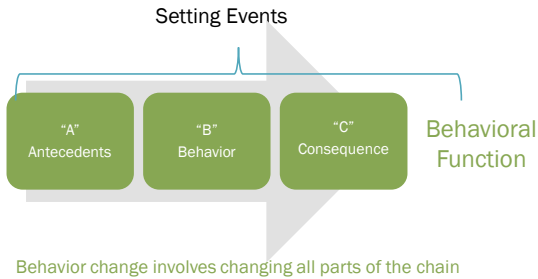 Setting Events
“A”
Antecedents
“B”
Behavior
“C”
Consequence
Behavioral
Function
Behavior change involves changing all parts of the chain